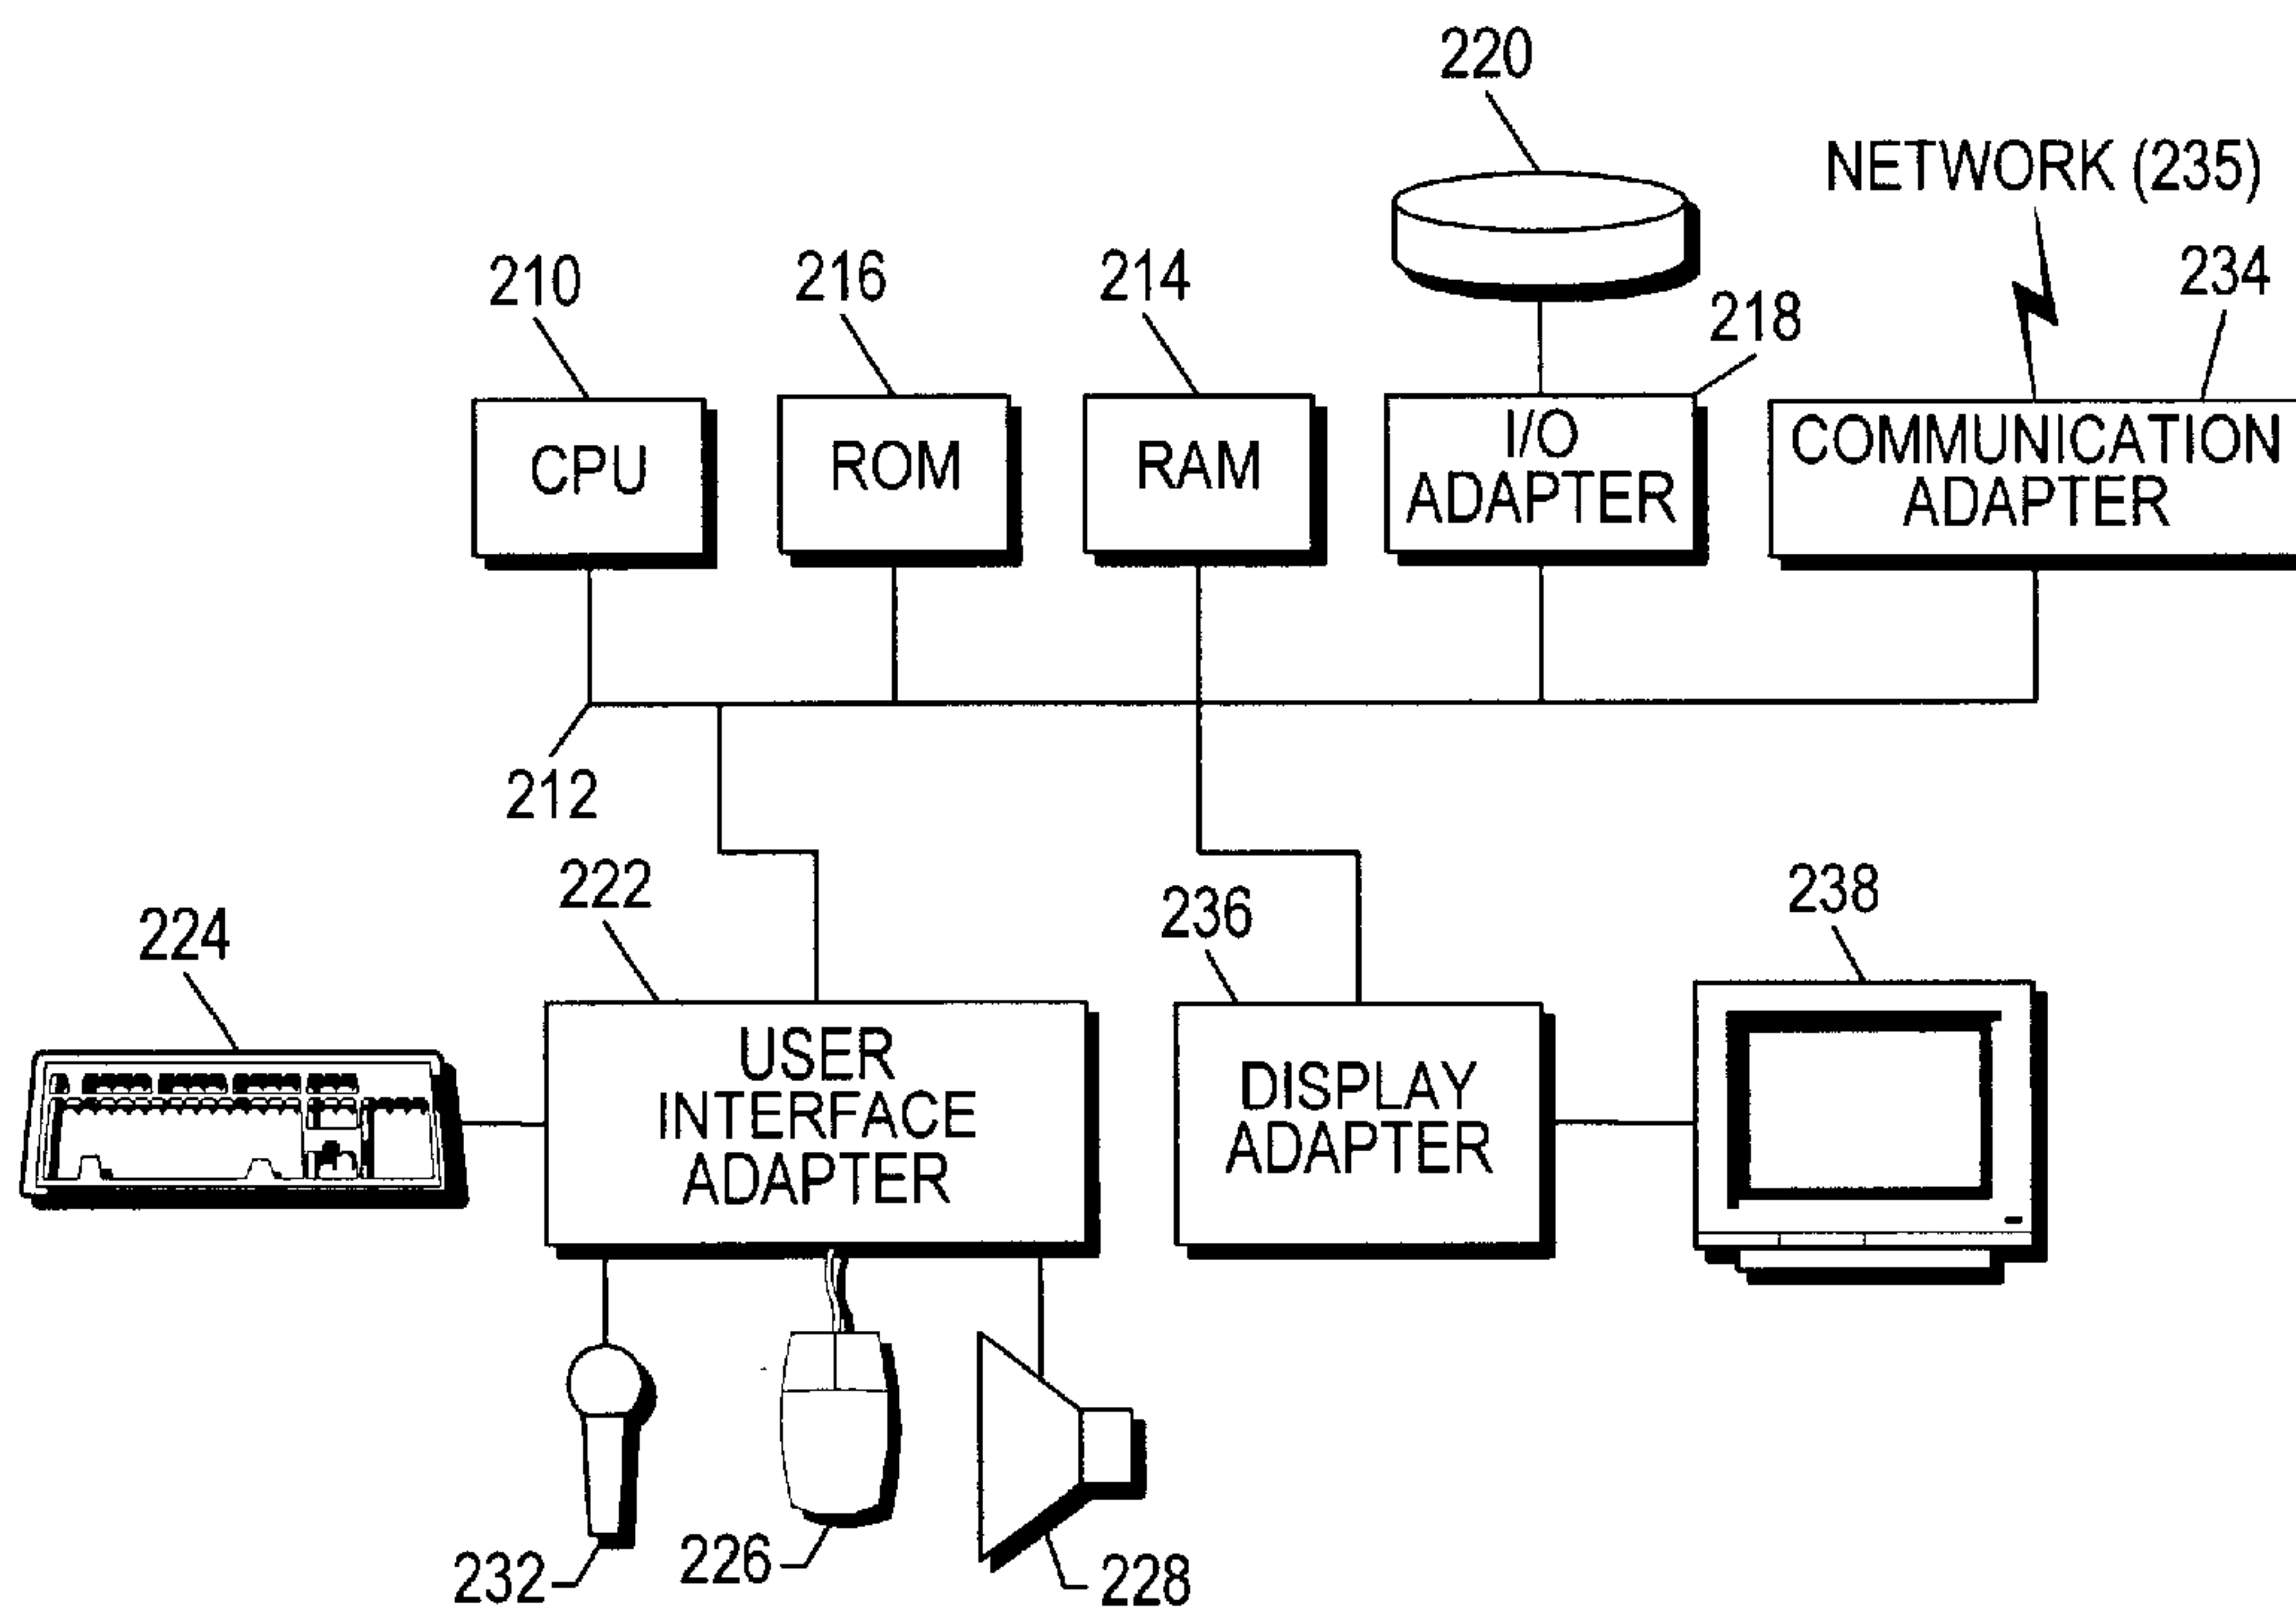 220
NETWORK (235)
210
216
214
218
234
CPU
ROM
RAM
I/O
ADAPTER
COMMUNICATION
ADAPTER
212
222
224
236
238
USER
INTERFACE
ADAPTER
DISPLAY
ADAPTER
232
226
228